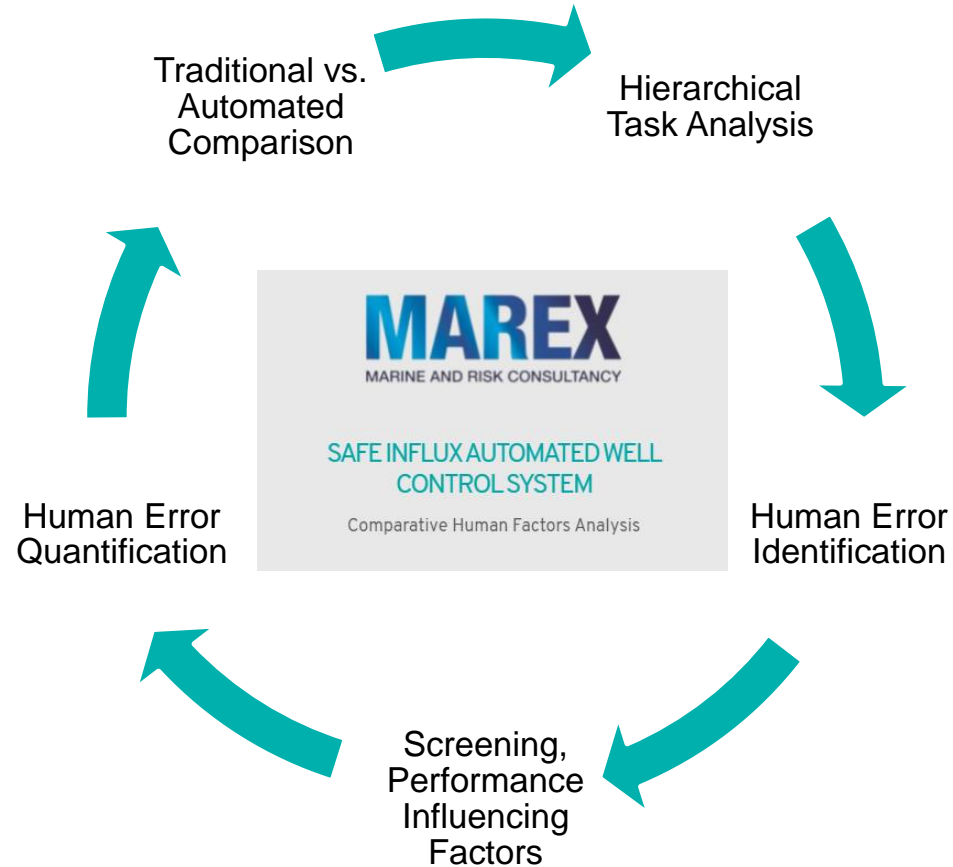 Traditional vs.
Automated
Comparison
Hierarchical
Task Analysis
MAREX
MARINE AND RISK CONSULTANCY
SAFE INFLUX AUTOMATED WELL
CONTROL SYSTEM
Comparative Human Factors Analysis
Human Error
Quantification
Human Error
Identification
Screening,
Performance
Influencing
Factors